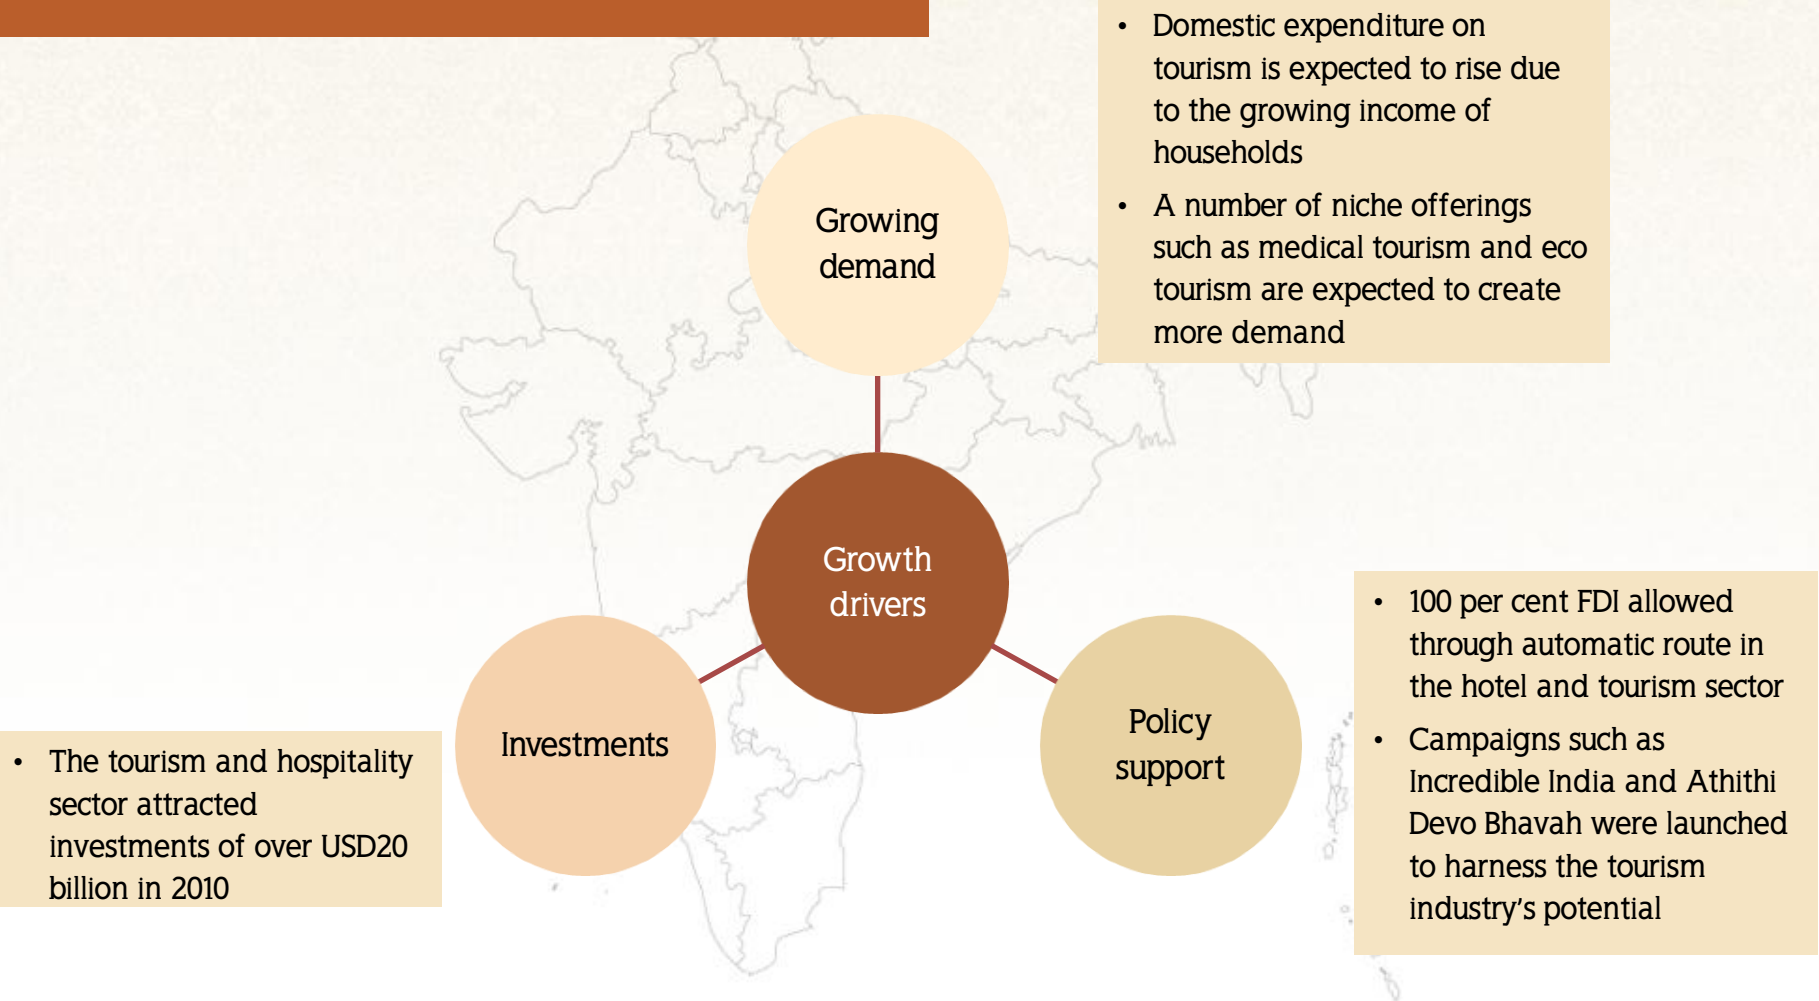 • Domestic expenditure on
tourism is expected to rise due
to the growing income of
households
• A number of niche offerings
such as medical tourism and eco
tourism are expected to create
more demand
Growing
demand
Growth
drivers
Investments
Policy
support
• The tourism and hospitality
sector attracted
investments of over USD20
billion in 2010
• 100 per cent FDI allowed
through automatic route in
the hotel and tourism sector
• Campaigns such as
Incredible India and Athithi
Devo Bhavah were launched
to harness the tourism
industry's potential